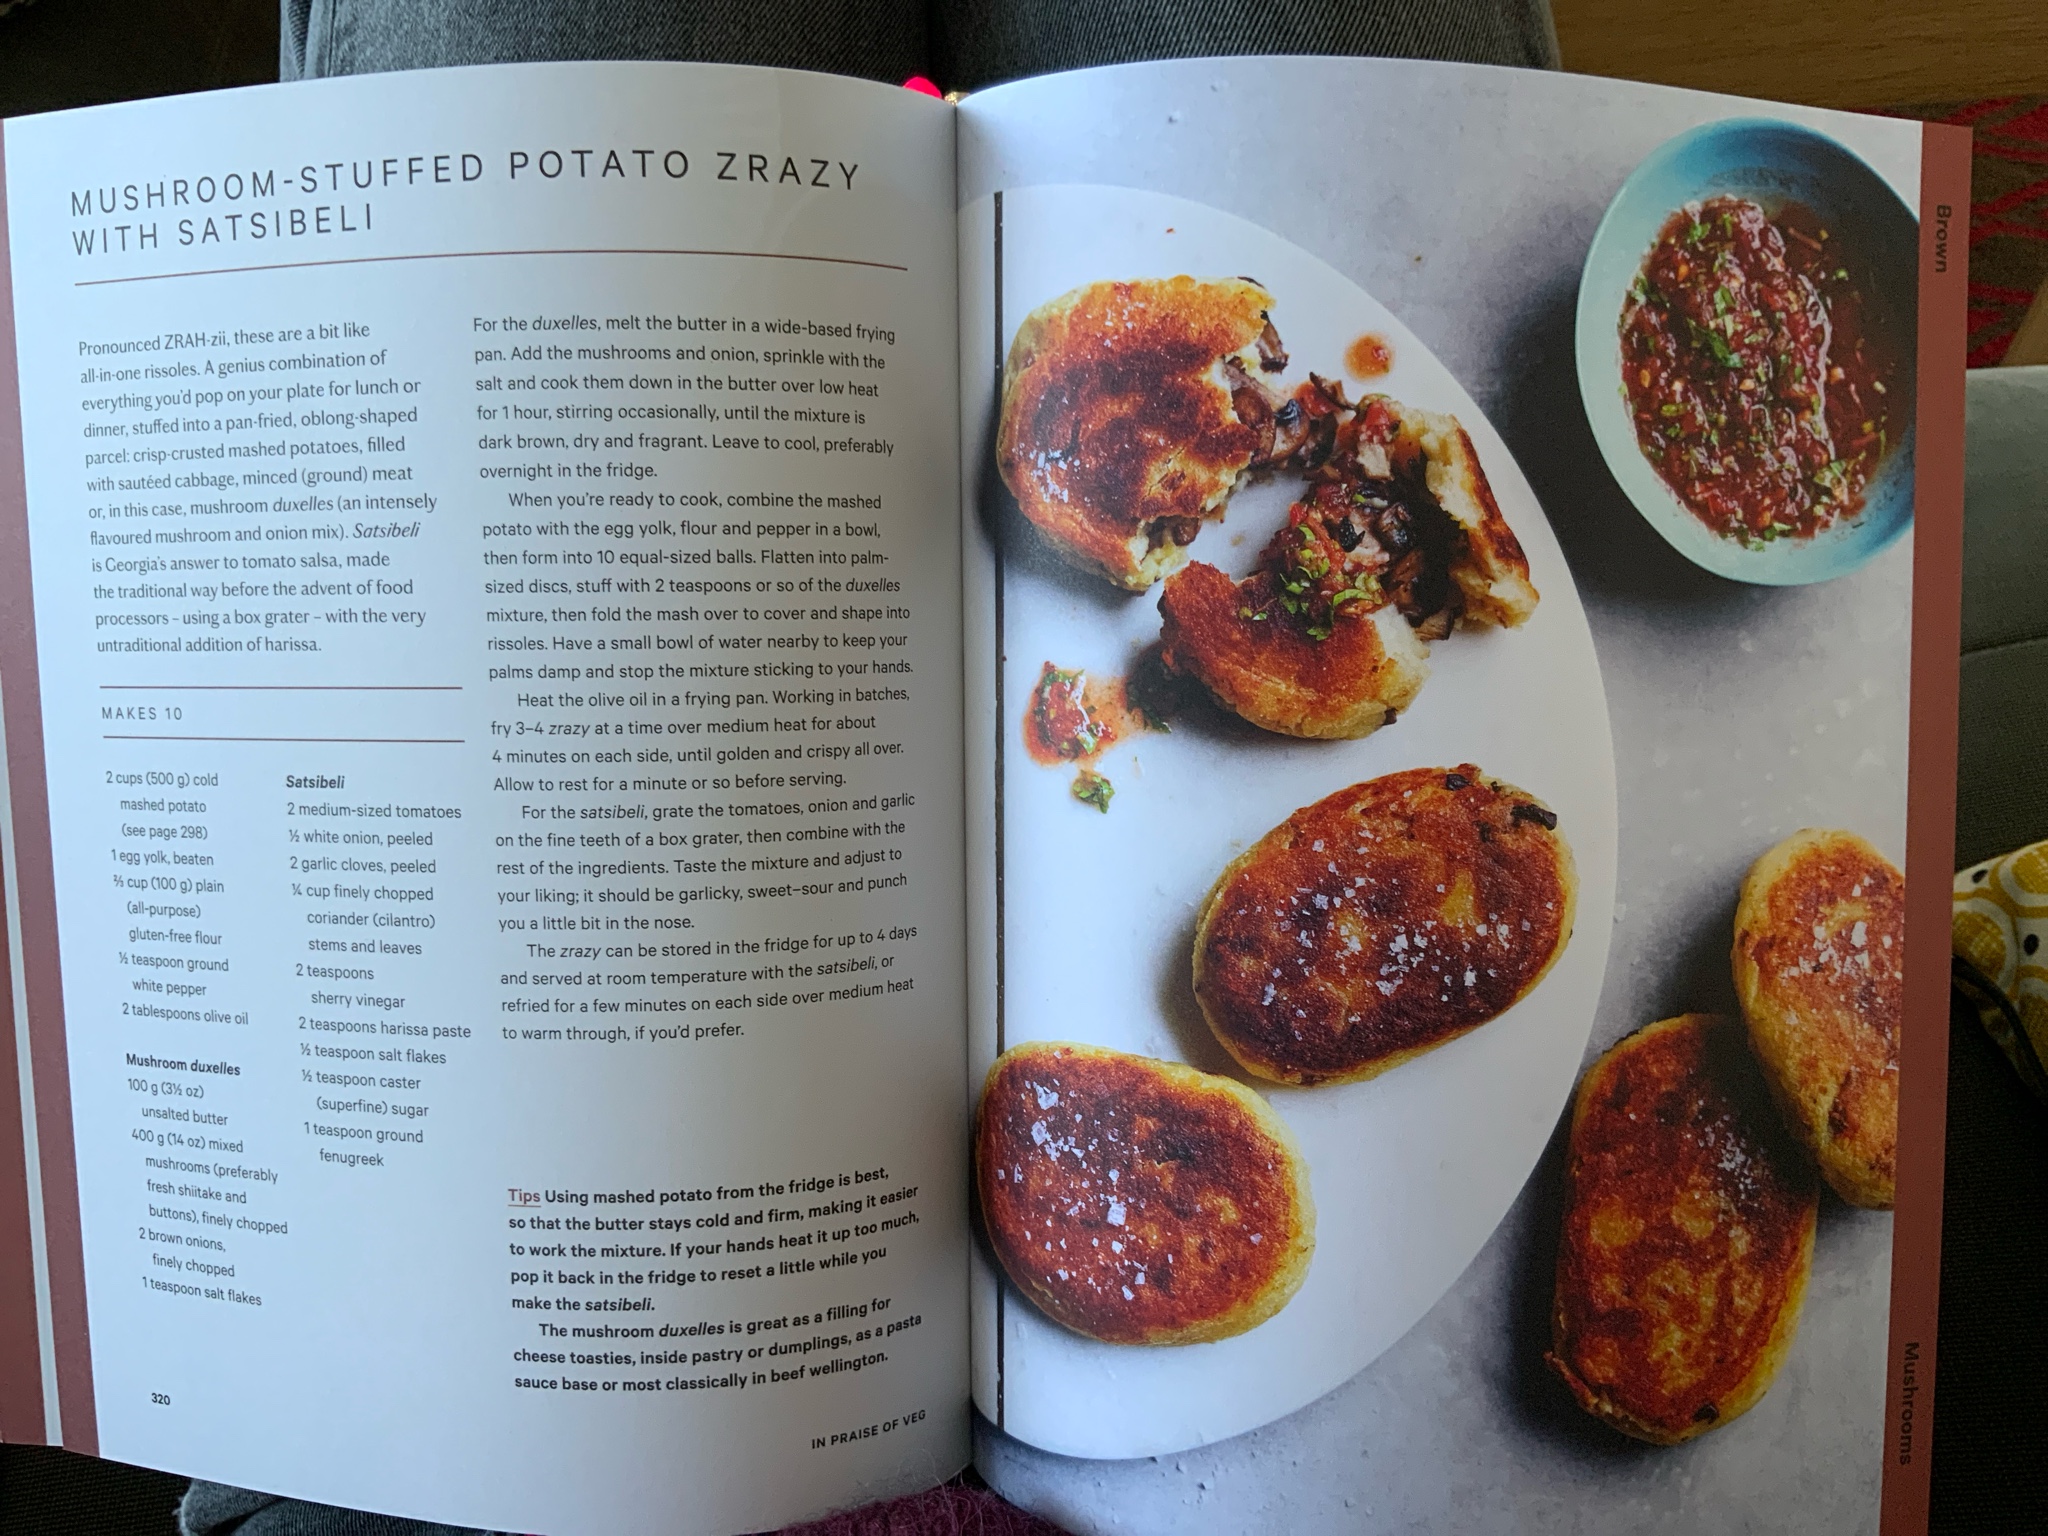 MUSHROOM-STUFFED POTATO ZRAZY
WITH SATSIBELI
Pronounced ZRAH-zii, these are a bit like
all-in-one rissoles. A genius combination of
everything you'd pop on your plate for lunch or
dinner, stuffed into a pan-fried, oblong-shaped
parcel: crisp-crusted mashed potatoes, filled
with sautéed cabbage, minced (ground) meat
or, in this case, mushroom duxelles (an intensely
flavoured mushroom and onion mix). Satsibeli
is Georgia's answer to tomato salsa, made
the traditional way before the advent of food
processors – using a box grater – with the very
untraditional addition of harissa.
MAKES 10
2 cups (500 g) cold
mashed potato
(see page 298)
1 egg yolk, beaten
⅔ cup (100 g) plain
(all-purpose)
gluten-free flour
½ teaspoon ground
white pepper
2 tablespoons olive oil
Mushroom duxelles
100 g (3½ oz)
unsalted butter
400 g (14 oz) mixed
mushrooms (preferably
fresh shiitake and
buttons), finely chopped
2 brown onions,
finely chopped
1 teaspoon salt flakes
Satsibeli
2 medium-sized tomatoes
½ white onion, peeled
2 garlic cloves, peeled
¼ cup finely chopped
coriander (cilantro)
stems and leaves
2 teaspoons
sherry vinegar
2 teaspoons harissa paste
½ teaspoon salt flakes
½ teaspoon caster
(superfine) sugar
1 teaspoon ground
fenugreek
For the duxelles, melt the butter in a wide-based frying
pan. Add the mushrooms and onion, sprinkle with the
salt and cook them down in the butter over low heat
for 1 hour, stirring occasionally, until the mixture is
dark brown, dry and fragrant. Leave to cool, preferably
overnight in the fridge.
When you're ready to cook, combine the mashed
potato with the egg yolk, flour and pepper in a bowl,
then form into 10 equal-sized balls. Flatten into palm-
sized discs, stuff with 2 teaspoons or so of the duxelles
mixture, then fold the mash over to cover and shape into
rissoles. Have a small bowl of water nearby to keep your
palms damp and stop the mixture sticking to your hands.
Heat the olive oil in a frying pan. Working in batches,
fry 3–4 zrazy at a time over medium heat for about
4 minutes on each side, until golden and crispy all over.
Allow to rest for a minute or so before serving.
For the satsibeli, grate the tomatoes, onion and garlic
on the fine teeth of a box grater, then combine with the
rest of the ingredients. Taste the mixture and adjust to
your liking; it should be garlicky, sweet–sour and punch
you a little bit in the nose.
The zrazy can be stored in the fridge for up to 4 days
and served at room temperature with the satsibeli, or
refried for a few minutes on each side over medium heat
to warm through, if you'd prefer.
Tips Using mashed potato from the fridge is best,
so that the butter stays cold and firm, making it easier
to work the mixture. If your hands heat it up too much,
pop it back in the fridge to reset a little while you
make the satsibeli.
The mushroom duxelles is great as a filling for
cheese toasties, inside pastry or dumplings, as a pasta
sauce base or most classically in beef wellington.
320
IN PRAISE OF VEG
Brown
Mushrooms